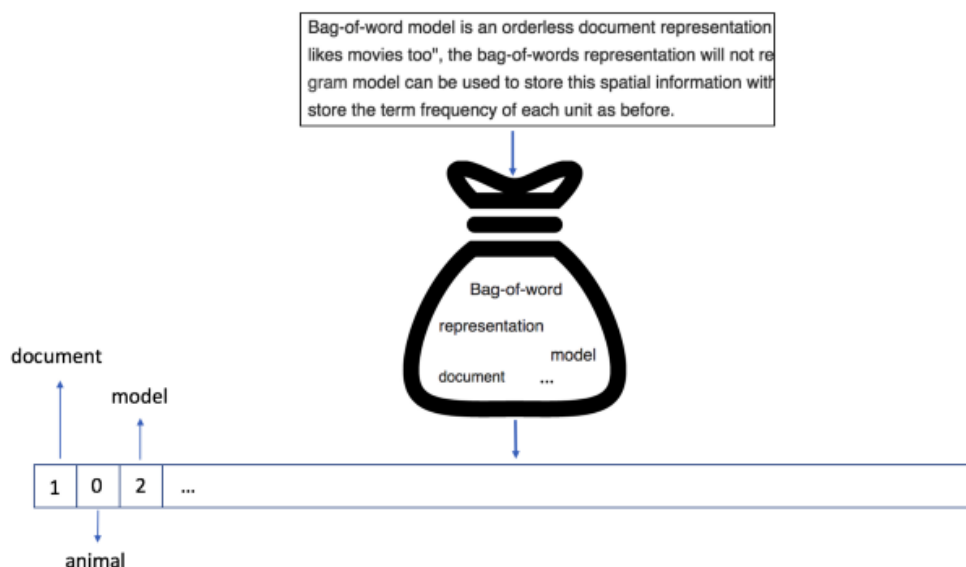 Bag-of-word model is an orderless document representation
likes movies too", the bag-of-words representation will not re
gram model can be used to store this spatial information with
store the term frequency of each unit as before.
Bag-of-word
representation
model
document ...
document
model
1 0 2 ...
animal